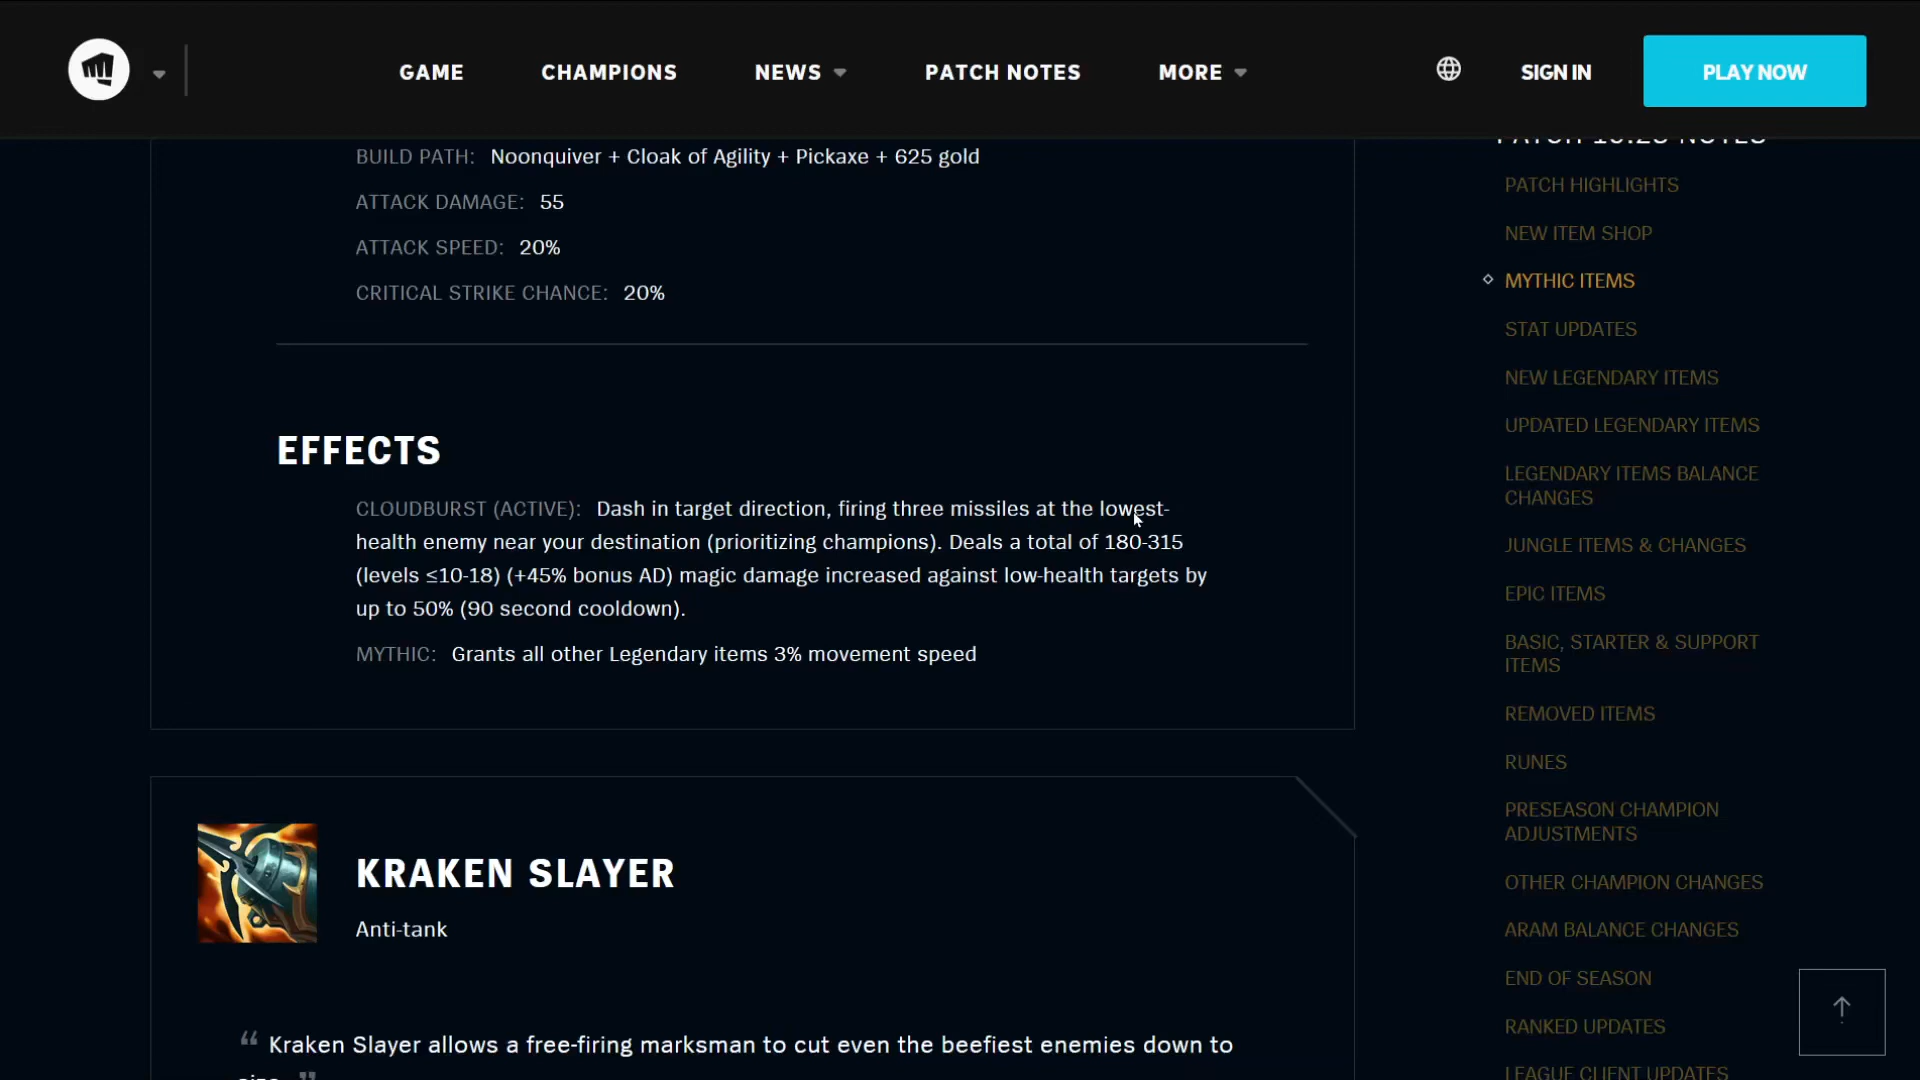 GAME
CHAMPIONS
NEWS
PATCH NOTES
MORE
SIGN IN
PLAY NOW
BUILD PATH: Noonquiver + Cloak of Agility + Pickaxe + 625 gold
ATTACK DAMAGE: 55
ATTACK SPEED: 20%
CRITICAL STRIKE CHANCE: 20%
EFFECTS
CLOUDBURST (ACTIVE): Dash in target direction, firing three missiles at the lowest-
health enemy near your destination (prioritizing champions). Deals a total of 180-315
(levels ≤10-18) (+45% bonus AD) magic damage increased against low-health targets by
up to 50% (90 second cooldown).
MYTHIC: Grants all other Legendary items 3% movement speed
KRAKEN SLAYER
Anti-tank
“ Kraken Slayer allows a free-firing marksman to cut even the beefiest enemies down to
PATCH 10.23 NOTES
PATCH HIGHLIGHTS
NEW ITEM SHOP
MYTHIC ITEMS
STAT UPDATES
NEW LEGENDARY ITEMS
UPDATED LEGENDARY ITEMS
LEGENDARY ITEMS BALANCE
CHANGES
JUNGLE ITEMS & CHANGES
EPIC ITEMS
BASIC, STARTER & SUPPORT
ITEMS
REMOVED ITEMS
RUNES
PRESEASON CHAMPION
ADJUSTMENTS
OTHER CHAMPION CHANGES
ARAM BALANCE CHANGES
END OF SEASON
RANKED UPDATES
LEAGUE CLIENT UPDATES